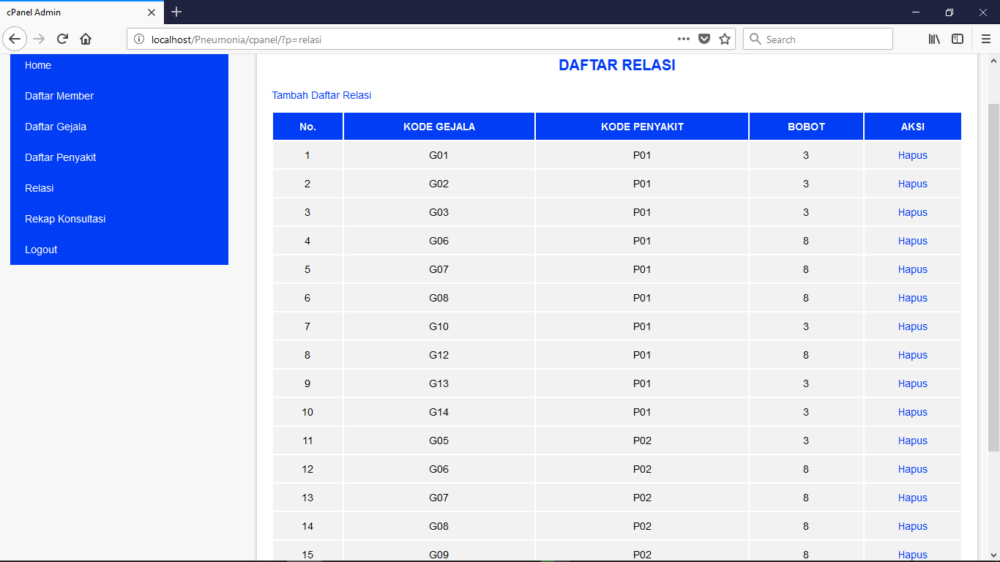 cPanel Admin
localhost/Pneumonia/cpanel/?p=relasi
Search
Home
Daftar Member
Daftar Gejala
Daftar Penyakit
Relasi
Rekap Konsultasi
Logout
DAFTAR RELASI
Tambah Daftar Relasi
No. KODE GEJALA KODE PENYAKIT BOBOT AKSI
1 G01 P01 3 Hapus
2 G02 P01 3 Hapus
3 G03 P01 3 Hapus
4 G06 P01 8 Hapus
5 G07 P01 8 Hapus
6 G08 P01 8 Hapus
7 G10 P01 3 Hapus
8 G12 P01 8 Hapus
9 G13 P01 3 Hapus
10 G14 P01 3 Hapus
11 G05 P02 3 Hapus
12 G06 P02 8 Hapus
13 G07 P02 8 Hapus
14 G08 P02 8 Hapus
15 G09 P02 8 Hapus